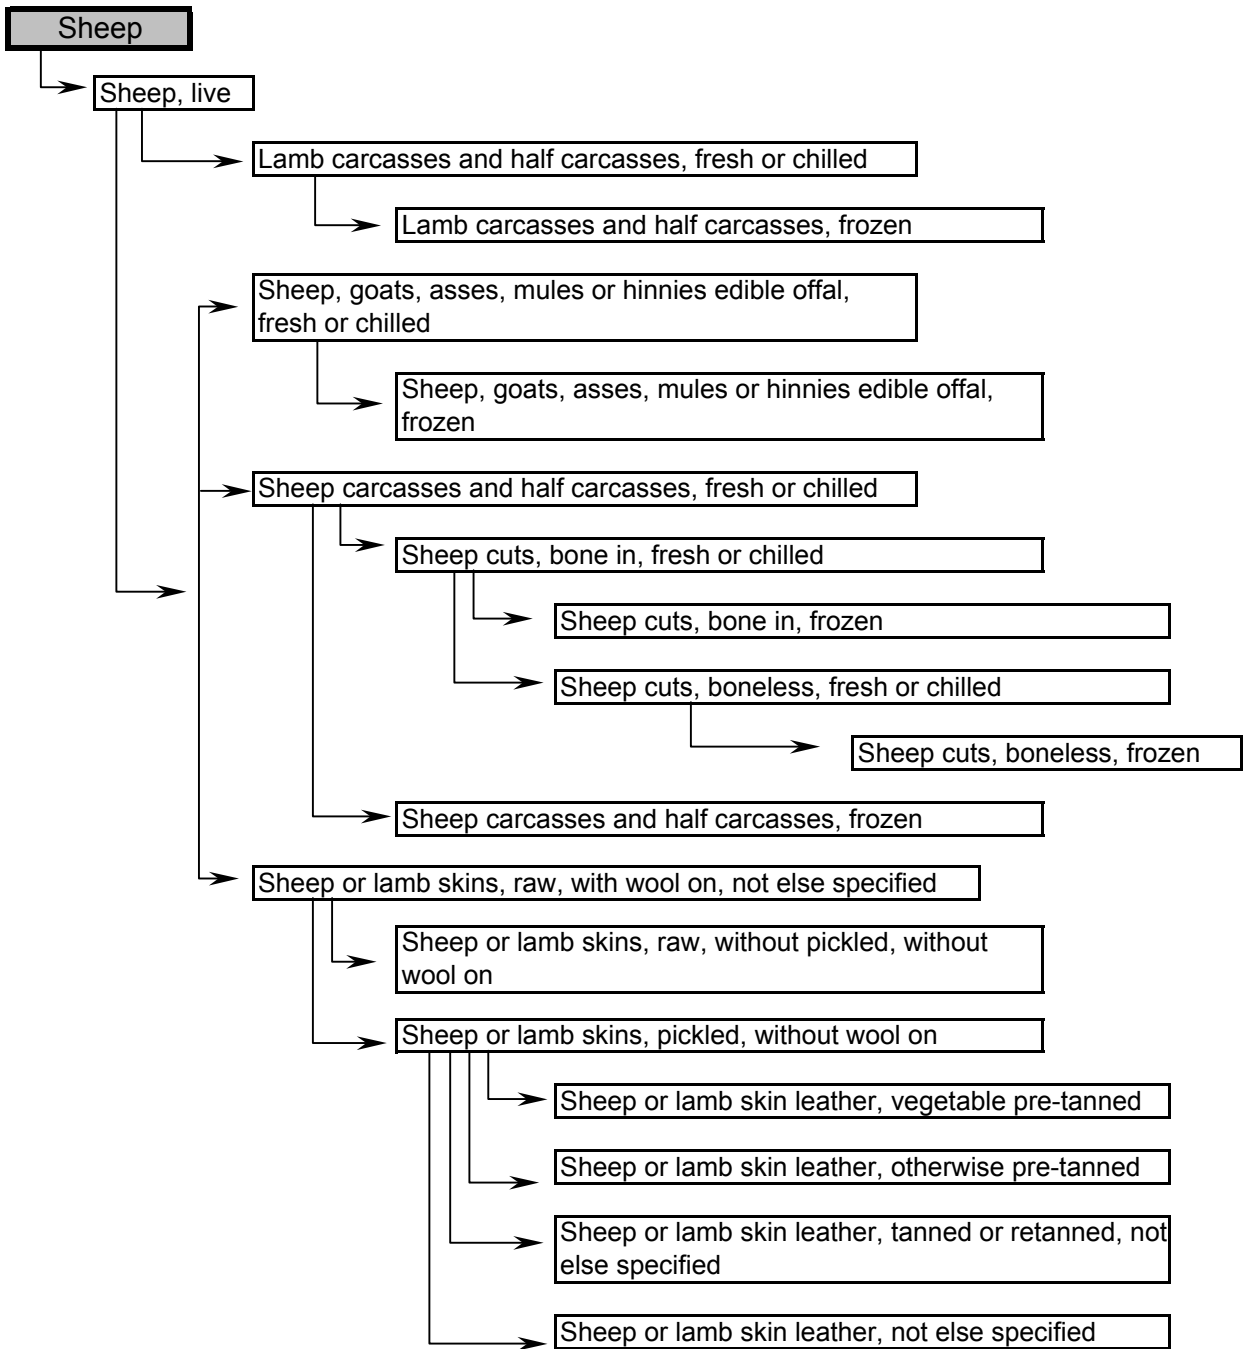 Sheep
Sheep, live
Lamb carcasses and half carcasses, fresh or chilled
Lamb carcasses and half carcasses, frozen
Sheep, goats, asses, mules or hinnies edible offal,
fresh or chilled
Sheep, goats, asses, mules or hinnies edible offal,
frozen
Sheep carcasses and half carcasses, fresh or chilled
Sheep cuts, bone in, fresh or chilled
Sheep cuts, bone in, frozen
Sheep cuts, boneless, fresh or chilled
Sheep cuts, boneless, frozen
Sheep carcasses and half carcasses, frozen
Sheep or lamb skins, raw, with wool on, not else specified
Sheep or lamb skins, raw, without pickled, without
wool on
Sheep or lamb skins, pickled, without wool on
Sheep or lamb skin leather, vegetable pre-tanned
Sheep or lamb skin leather, otherwise pre-tanned
Sheep or lamb skin leather, tanned or retanned, not
else specified
Sheep or lamb skin leather, not else specified